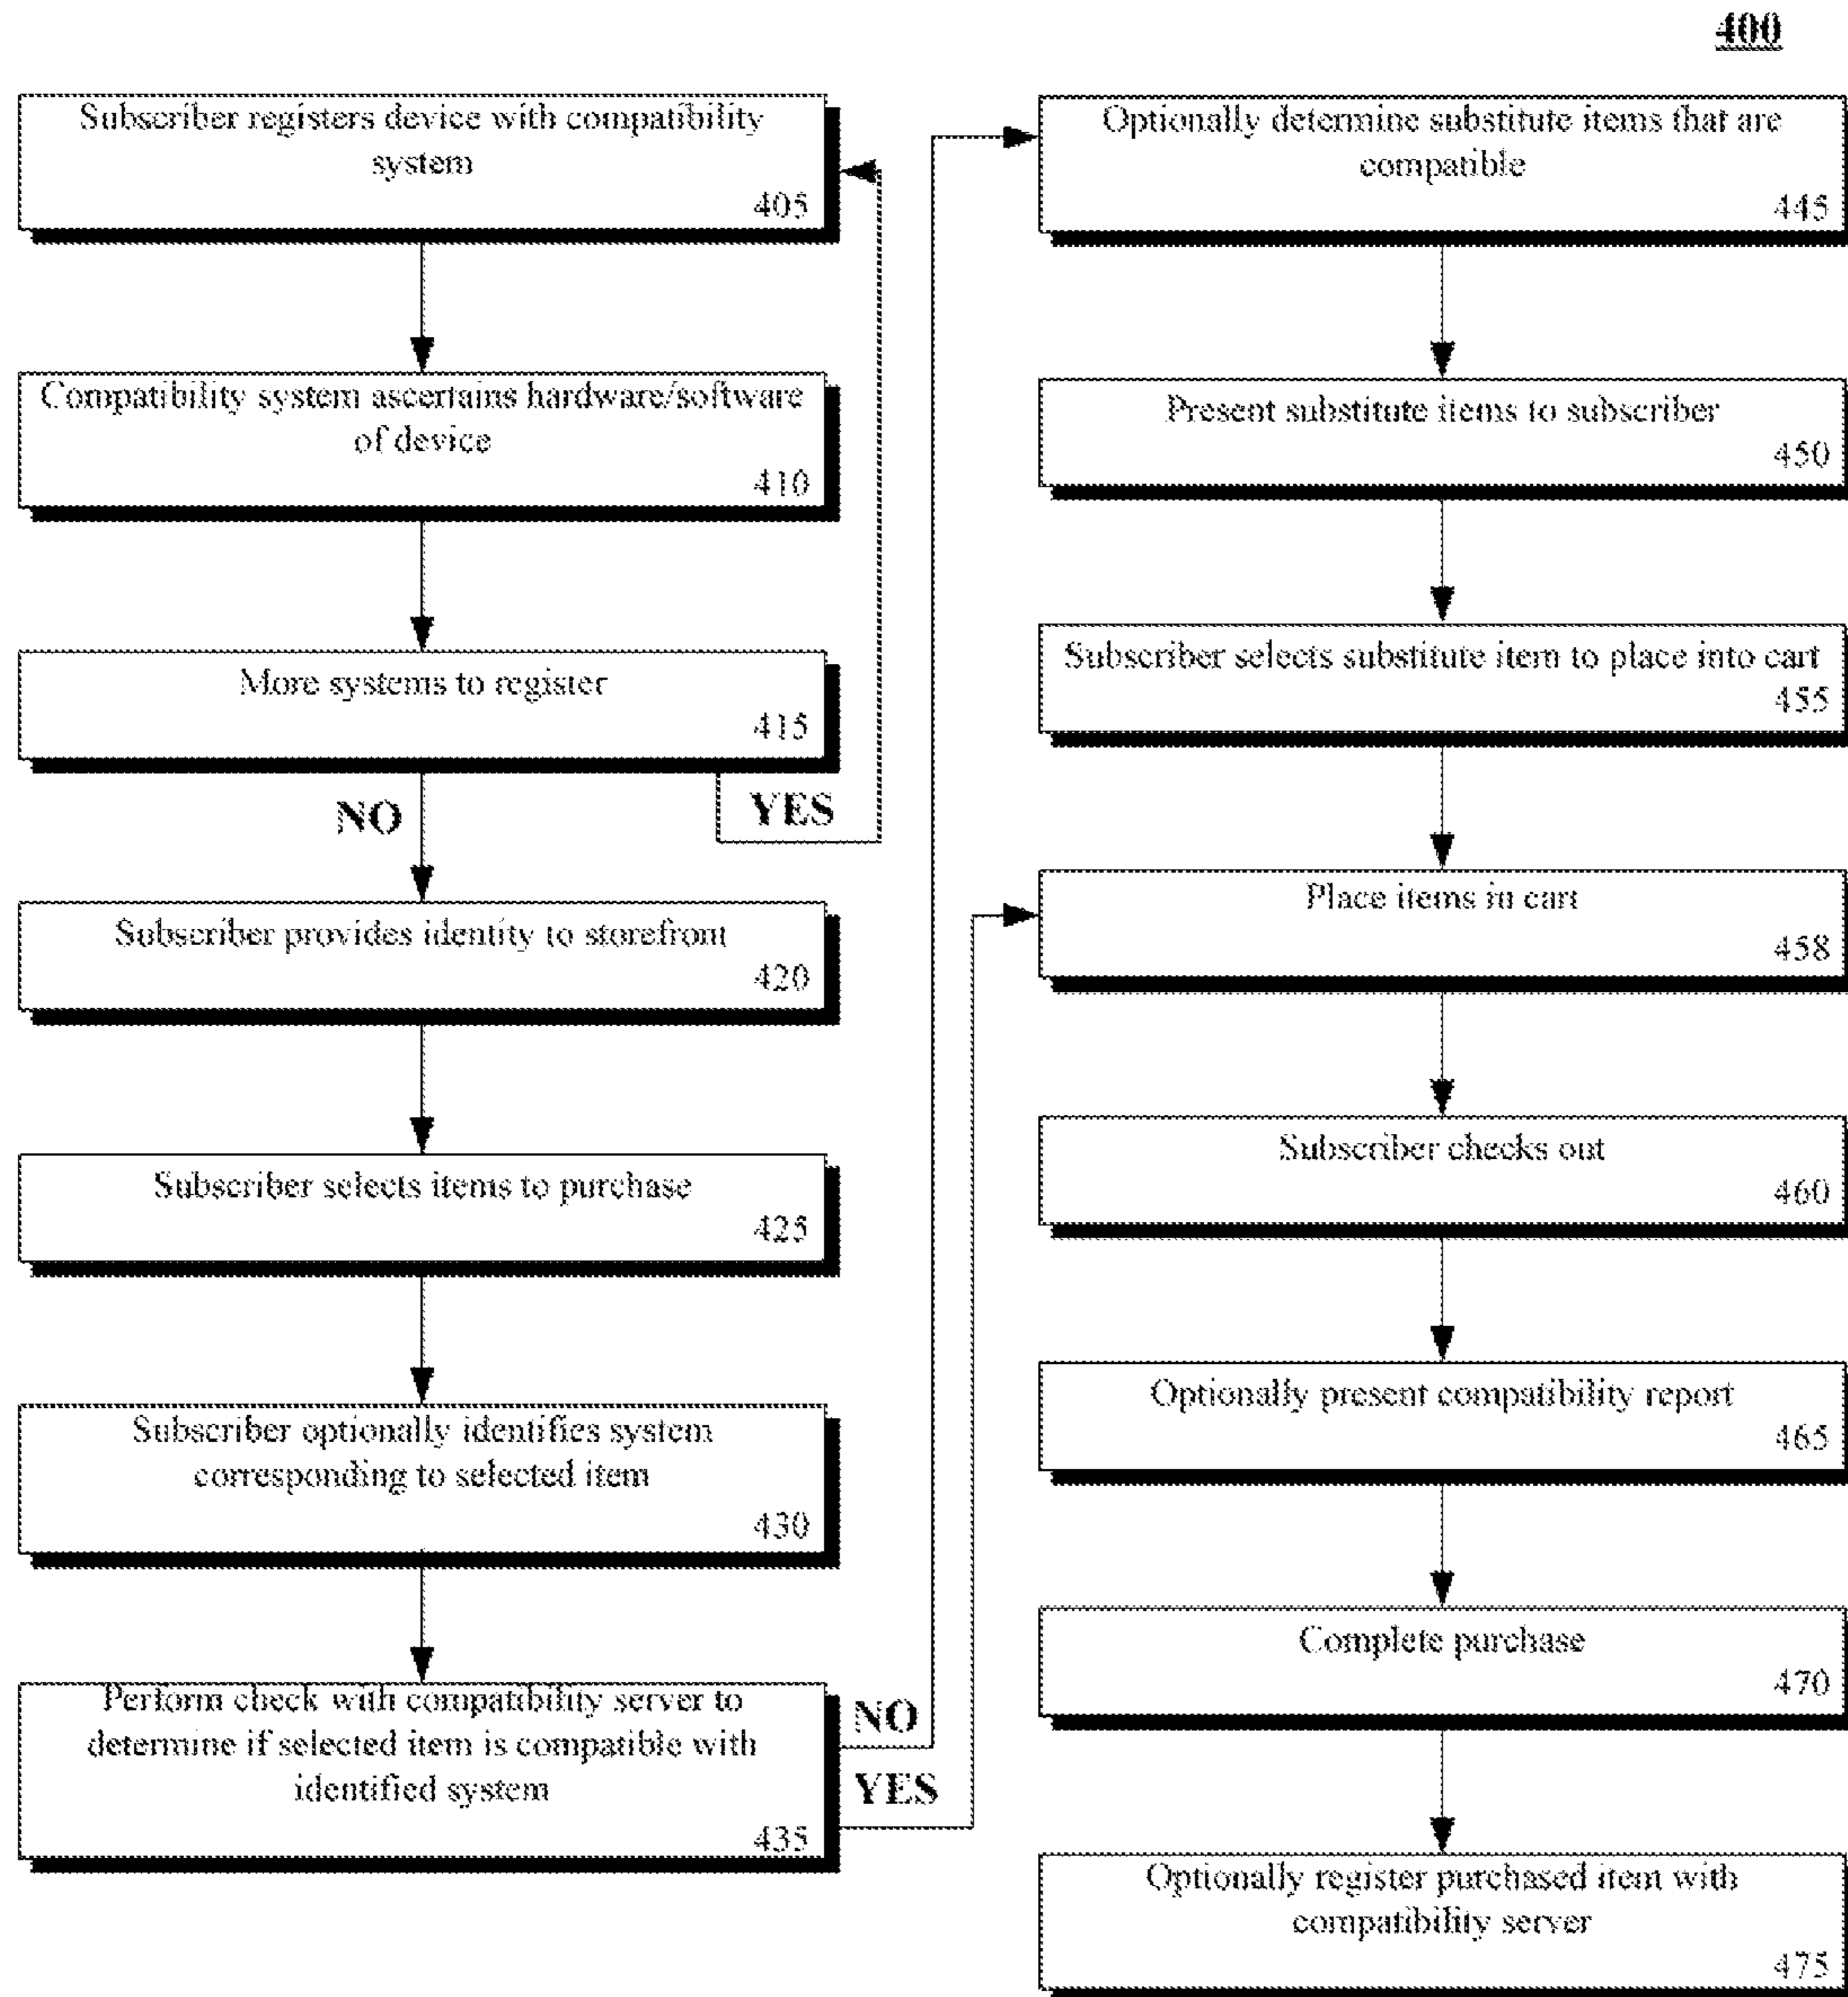 400
Subscriber registers device with compatibility
system
405
Compatibility system ascertains hardware/software
of device
410
More systems to register
415
NO
YES
Subscriber provides identity to storefront
420
Subscriber selects items to purchase
425
Subscriber optionally identifies system
corresponding to selected item
430
Perform check with compatibility server to
determine if selected item is compatible with
identified system
435
NO
YES
Optionally determine substitute items that are
compatible
445
Present substitute items to subscriber
450
Subscriber selects substitute item to place into cart
455
Place items in cart
458
Subscriber checks out
460
Optionally present compatibility report
465
Complete purchase
470
Optionally register purchased item with
compatibility server
475